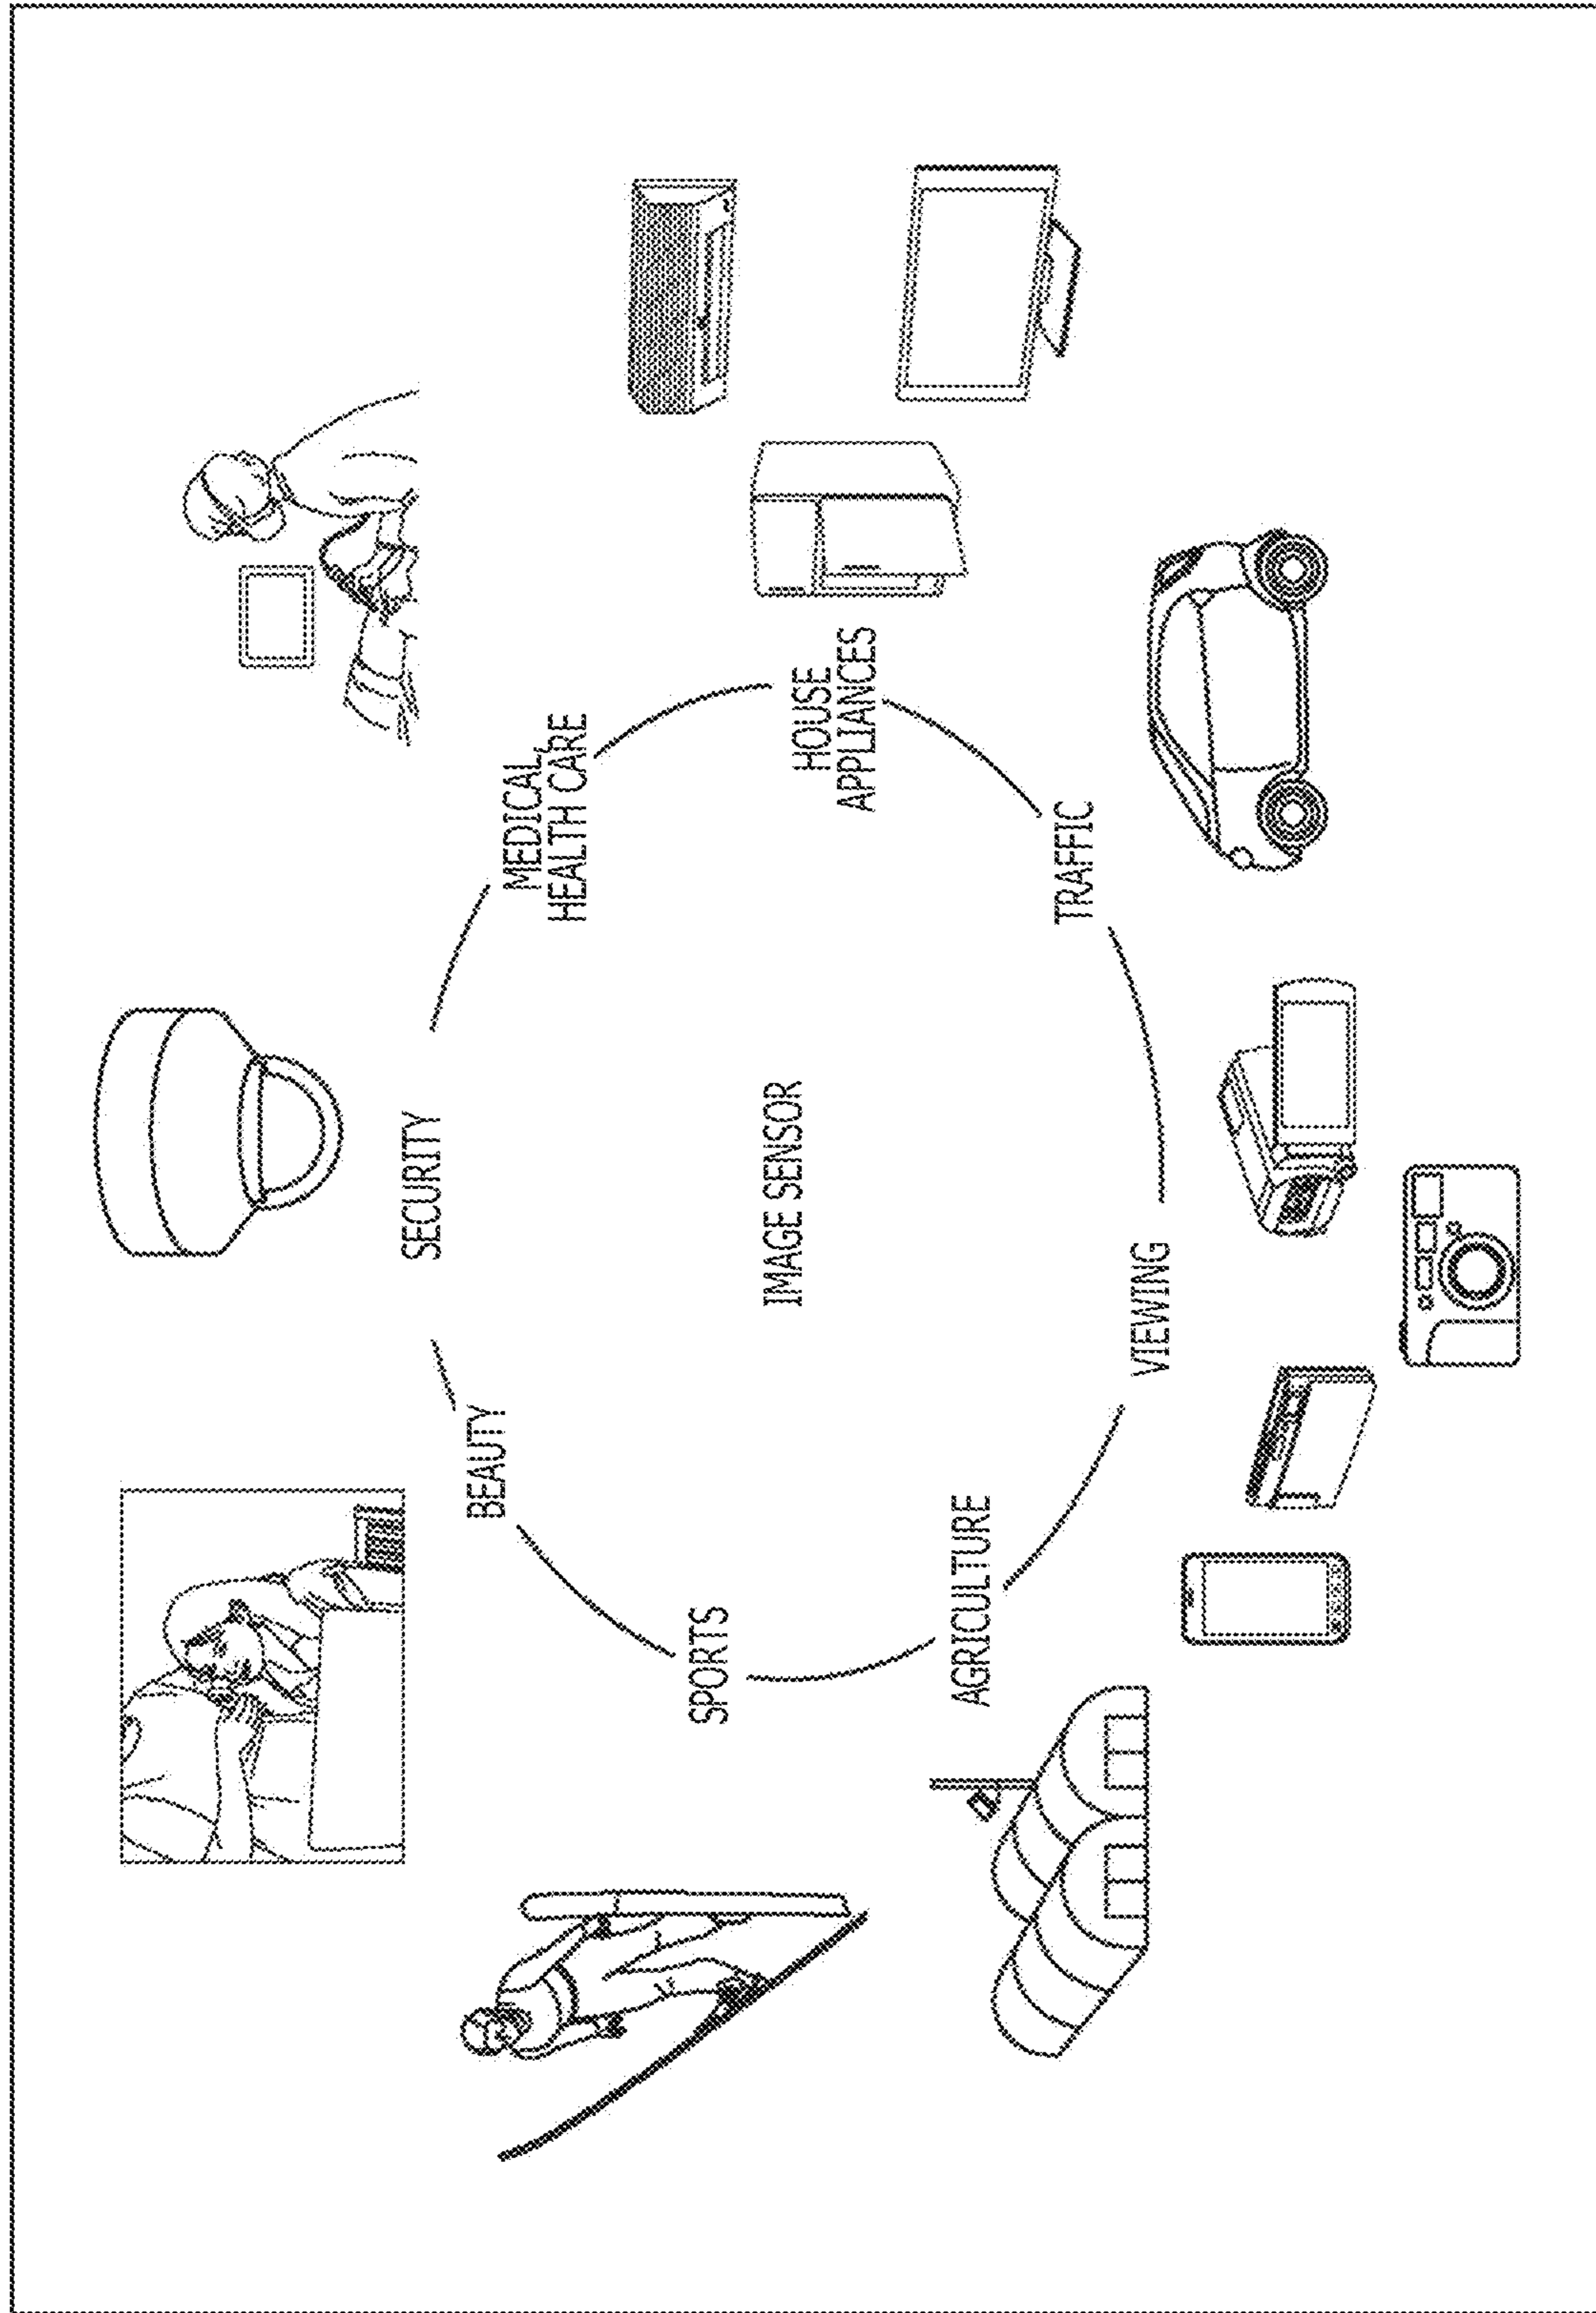 SECURITY
BEAUTY
MEDICAL,
HEALTH CARE
SPORTS
IMAGE SENSOR
HOUSE
APPLIANCES
AGRICULTURE
TRAFFIC
VIEWING